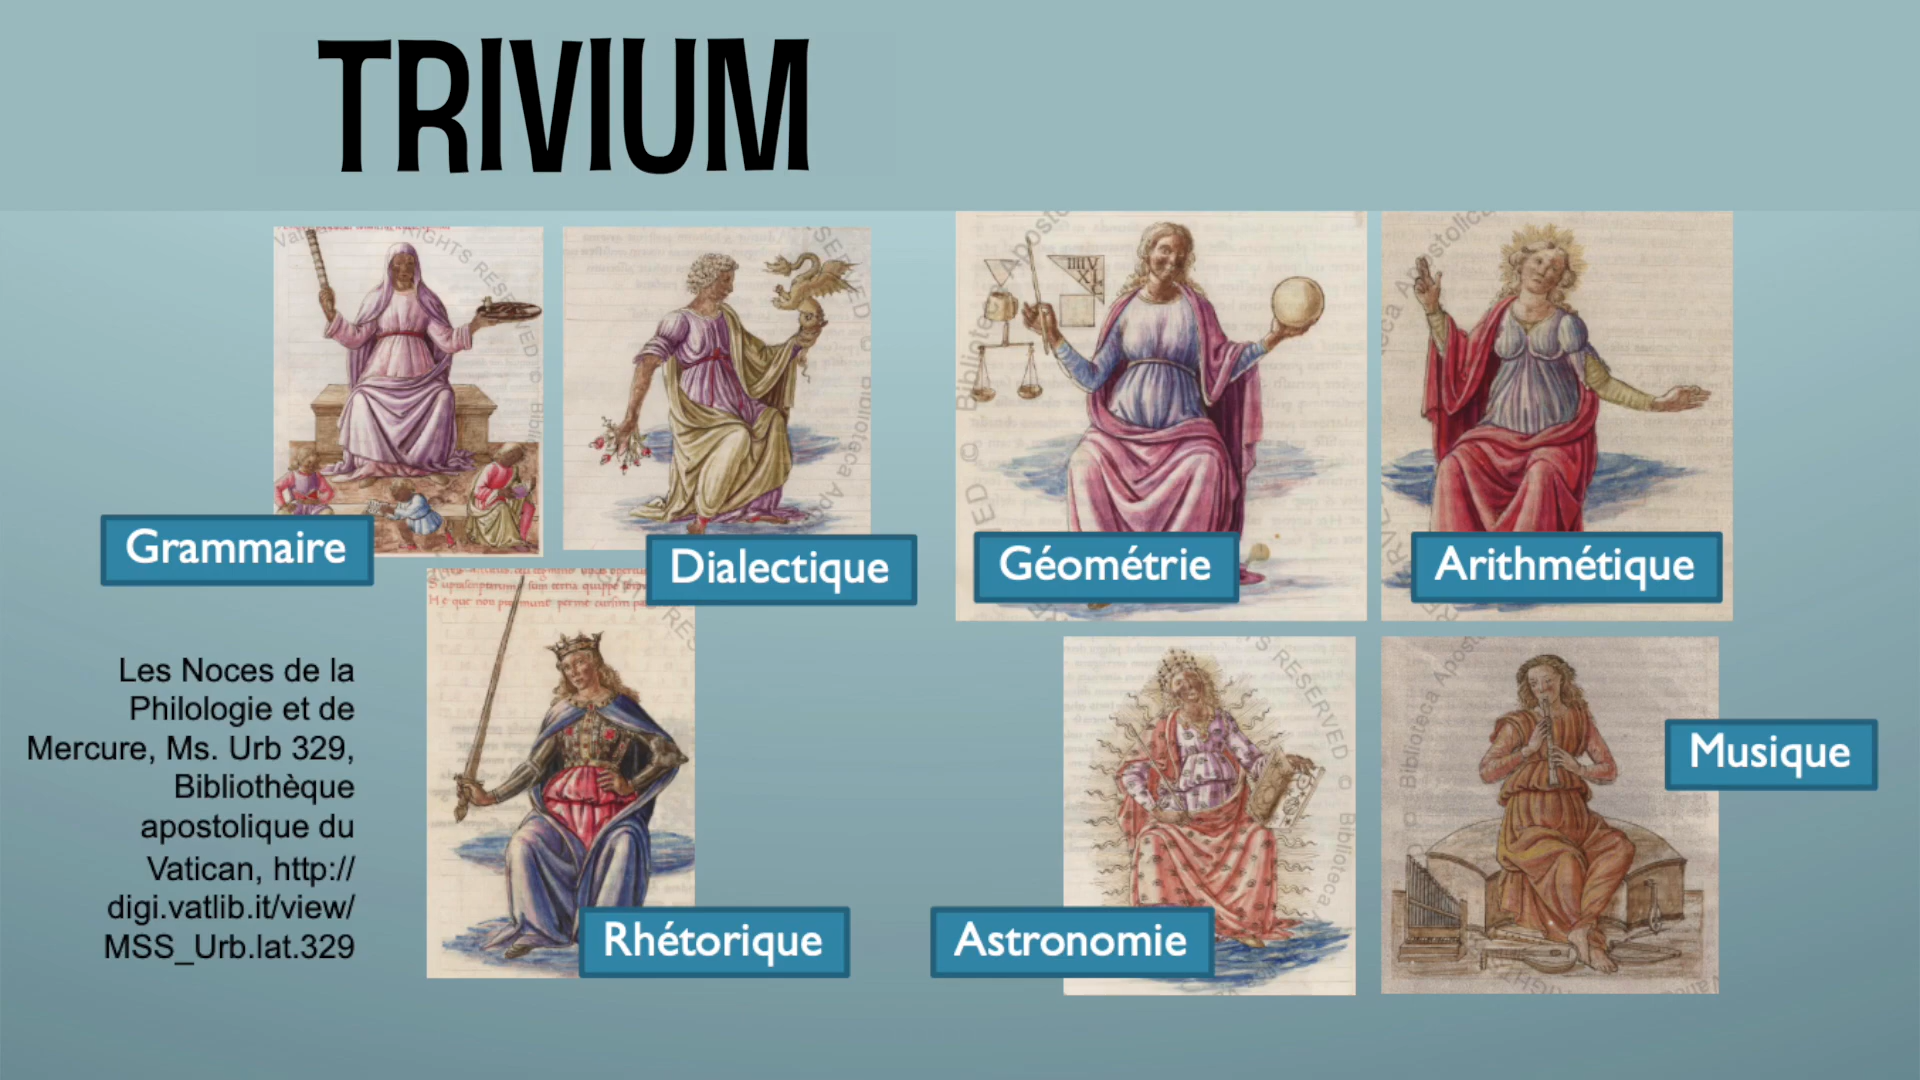 TRIVIUM
Grammaire
Dialectique
Géométrie
Arithmétique
Rhétorique
Astronomie
Musique
Les Noces de la
Philologie et de
Mercure, Ms. Urb 329,
Bibliothèque
apostolique du
Vatican, http://
digi.vatlib.it/view/
MSS_Urb.lat.329